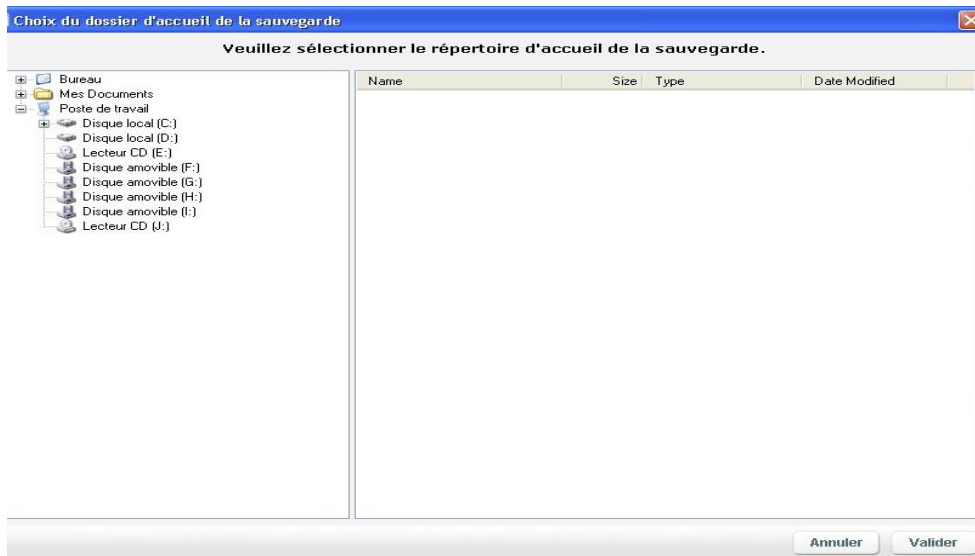 Choix du dossier d'accueil de la sauvegarde
Veuillez sélectionner le répertoire d'accueil de la sauvegarde.
Bureau
Mes Documents
Poste de travail
Disque local (C:)
Disque local (D:)
Lecteur CD (E:)
Disque amovible (F:)
Disque amovible (G:)
Disque amovible (H:)
Disque amovible (I:)
Lecteur CD (J:)
Name Size Type Date Modified
Annuler Valider